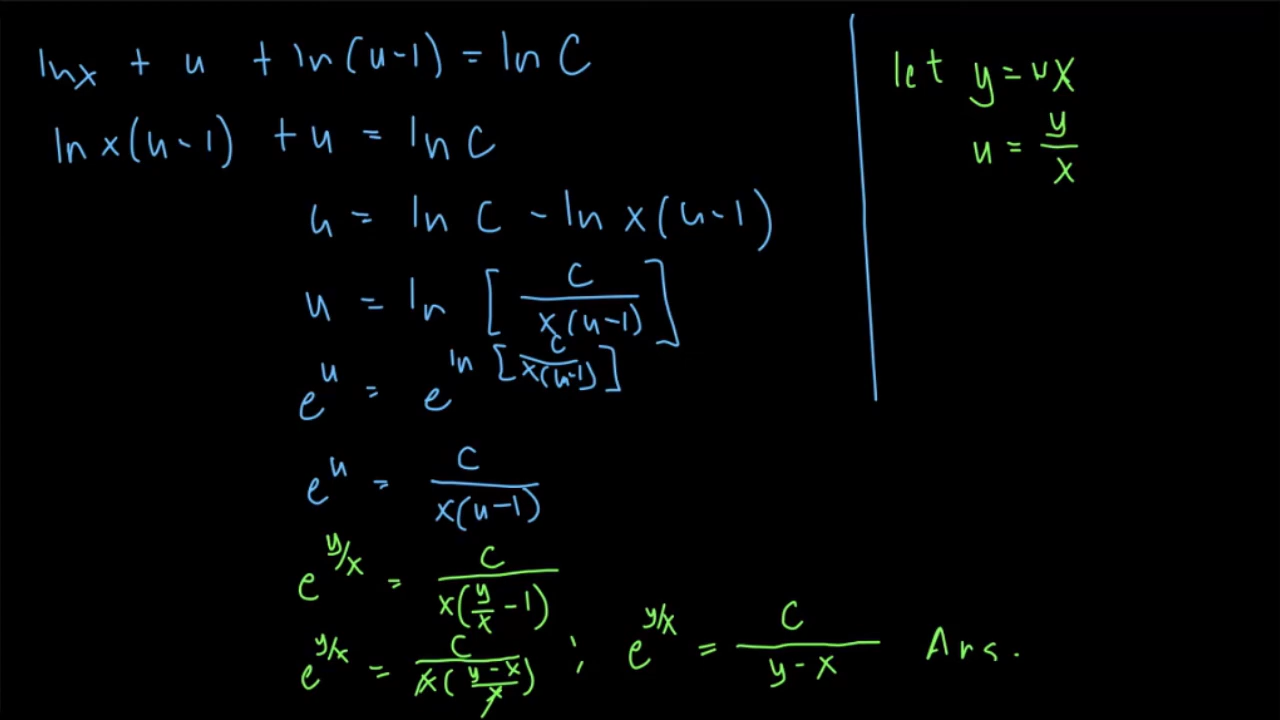 ln x + u + ln(u-1) = ln C
ln x(u-1) + u = ln C
u = ln C - ln x(u-1)
u = ln [C / x(u-1)]
e^u = e^ln [C / x(u-1)]
e^u = C / x(u-1)
e^y/x = C / x(y/x - 1)
e^y/x = C / x(y-x / x) ; e^y/x = C / y-x Ans.
let y = ux
u = y/x